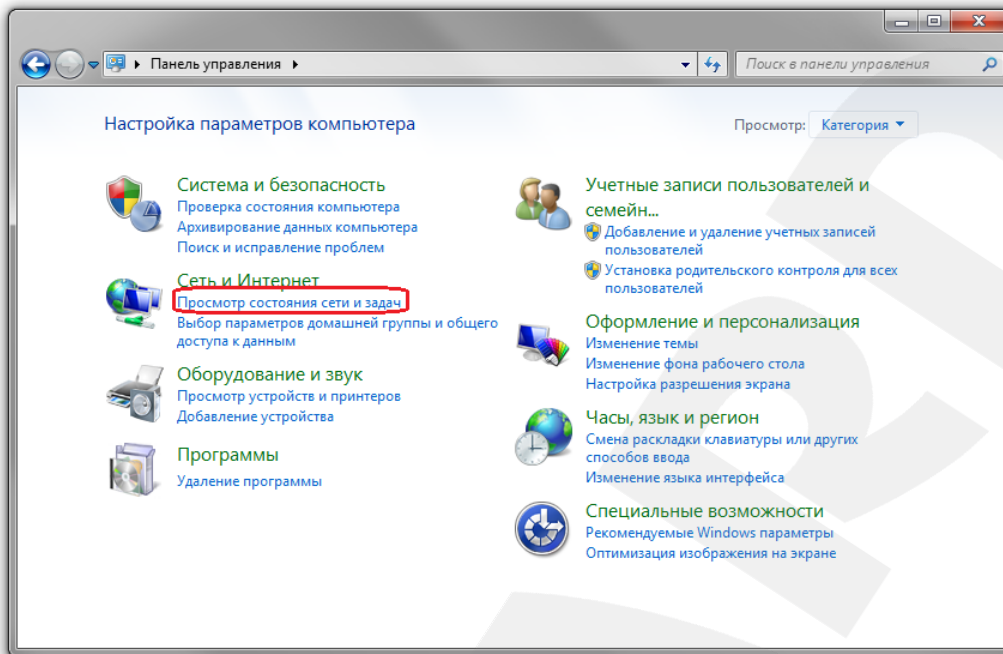 Панель управления
Поиск в панели управления
Настройка параметров компьютера
Просмотр: Категория
Система и безопасность
Проверка состояния компьютера
Архивирование данных компьютера
Поиск и исправление проблем
Сеть и Интернет
Просмотр состояния сети и задач
Выбор параметров домашней группы и общего
доступа к данным
Оборудование и звук
Просмотр устройств и принтеров
Добавление устройства
Программы
Удаление программы
Учетные записи пользователей и
семейн...
Добавление и удаление учетных записей
пользователей
Установка родительского контроля для всех
пользователей
Оформление и персонализация
Изменение темы
Изменение фона рабочего стола
Настройка разрешения экрана
Часы, язык и регион
Смена раскладки клавиатуры или других
способов ввода
Изменение языка интерфейса
Специальные возможности
Рекомендуемые Windows параметры
Оптимизация изображения на экране